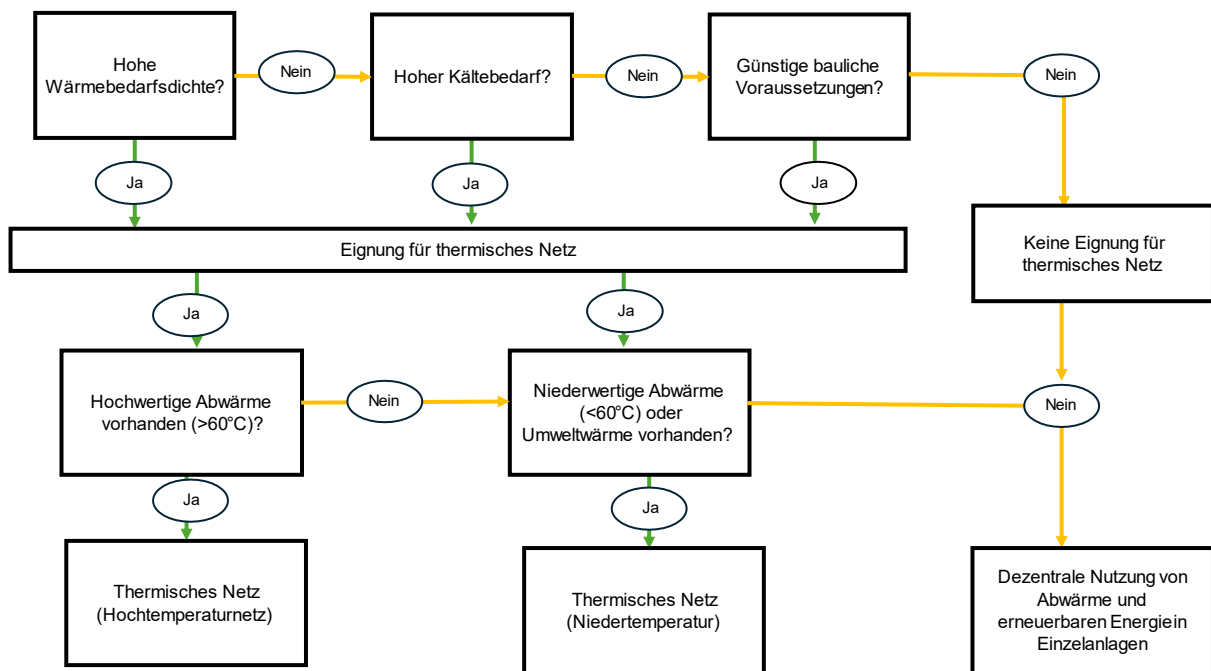 Hohe
Wärmebedarfsdichte?
Nein
Hoher Kältebedarf?
Nein
Günstige bauliche
Voraussetzungen?
Nein
Ja
Ja
Ja
Eignung für thermisches Netz
Keine Eignung für
thermisches Netz
Ja
Ja
Hochwertige Abwärme
vorhanden (>60°C)?
Nein
Niederwertige Abwärme
(<60°C) oder
Umweltwärme vorhanden?
Nein
Ja
Ja
Thermisches Netz
(Hochtemperaturnetz)
Thermisches Netz
(Niedertemperatur)
Dezentrale Nutzung von
Abwärme und
erneuerbaren Energie in
Einzelanlagen